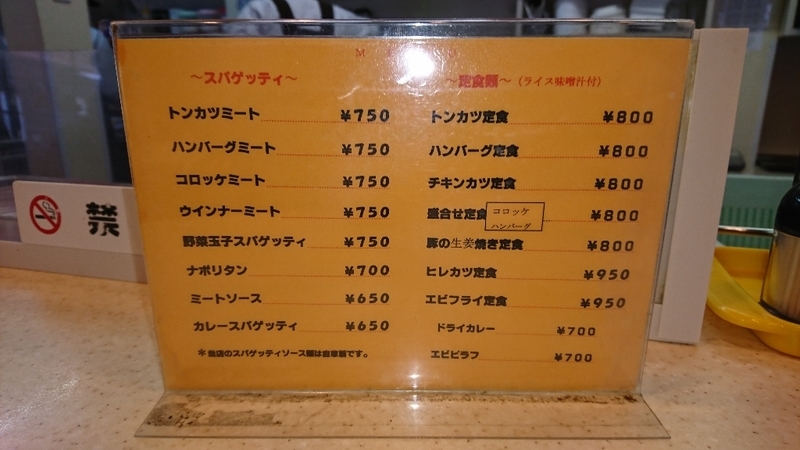 ～スパゲッティ～
トンカツミート ¥750
ハンバーグミート ¥750
コロッケミート ¥750
ウインナーミート ¥750
野菜玉子スパゲッティ ¥750
ナポリタン ¥700
ミートソース ¥650
カレースパゲッティ ¥650
＊当店のスパゲッティソース類は自家製です。
～定食類～（ライス味噌汁付）
トンカツ定食 ¥800
ハンバーグ定食 ¥800
チキンカツ定食 ¥800
盛合せ定食 コロッケ ハンバーグ ¥800
豚の生姜焼き定食 ¥800
ヒレカツ定食 ¥950
エビフライ定食 ¥950
ドライカレー ¥700
エビピラフ ¥700
禁